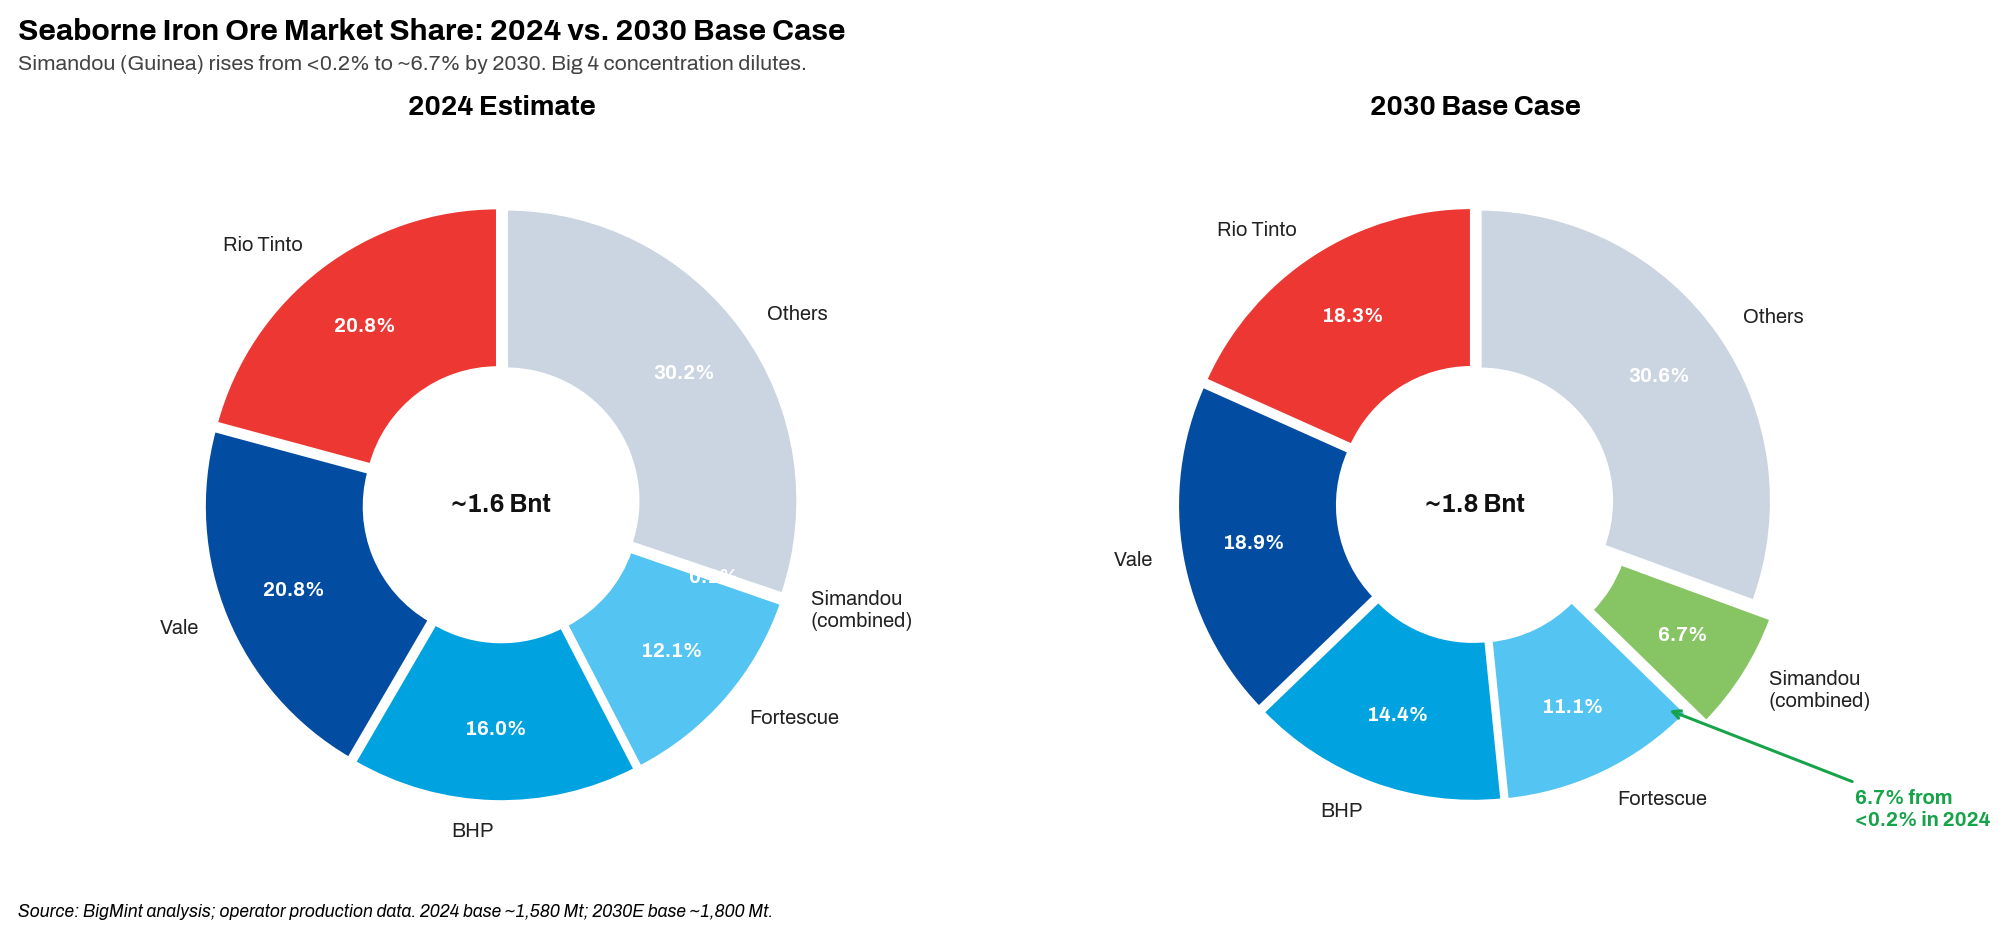 Seaborne Iron Ore Market Share: 2024 vs. 2030 Base Case
Simandou (Guinea) rises from <0.2% to ~6.7% by 2030. Big 4 concentration dilutes.
2024 Estimate
Rio Tinto
20.8%
Others
30.2%
~1.6 Bnt
Vale
20.8%
Simandou
(combined)
12.1%
Fortescue
16.0%
BHP
2030 Base Case
Rio Tinto
18.3%
Others
30.6%
~1.8 Bnt
Vale
18.9%
6.7%
Simandou
(combined)
14.4%
11.1%
BHP
Fortescue
6.7% from
<0.2% in 2024
Source: BigMint analysis; operator production data. 2024 base ~1,580 Mt; 2030E base ~1,800 Mt.